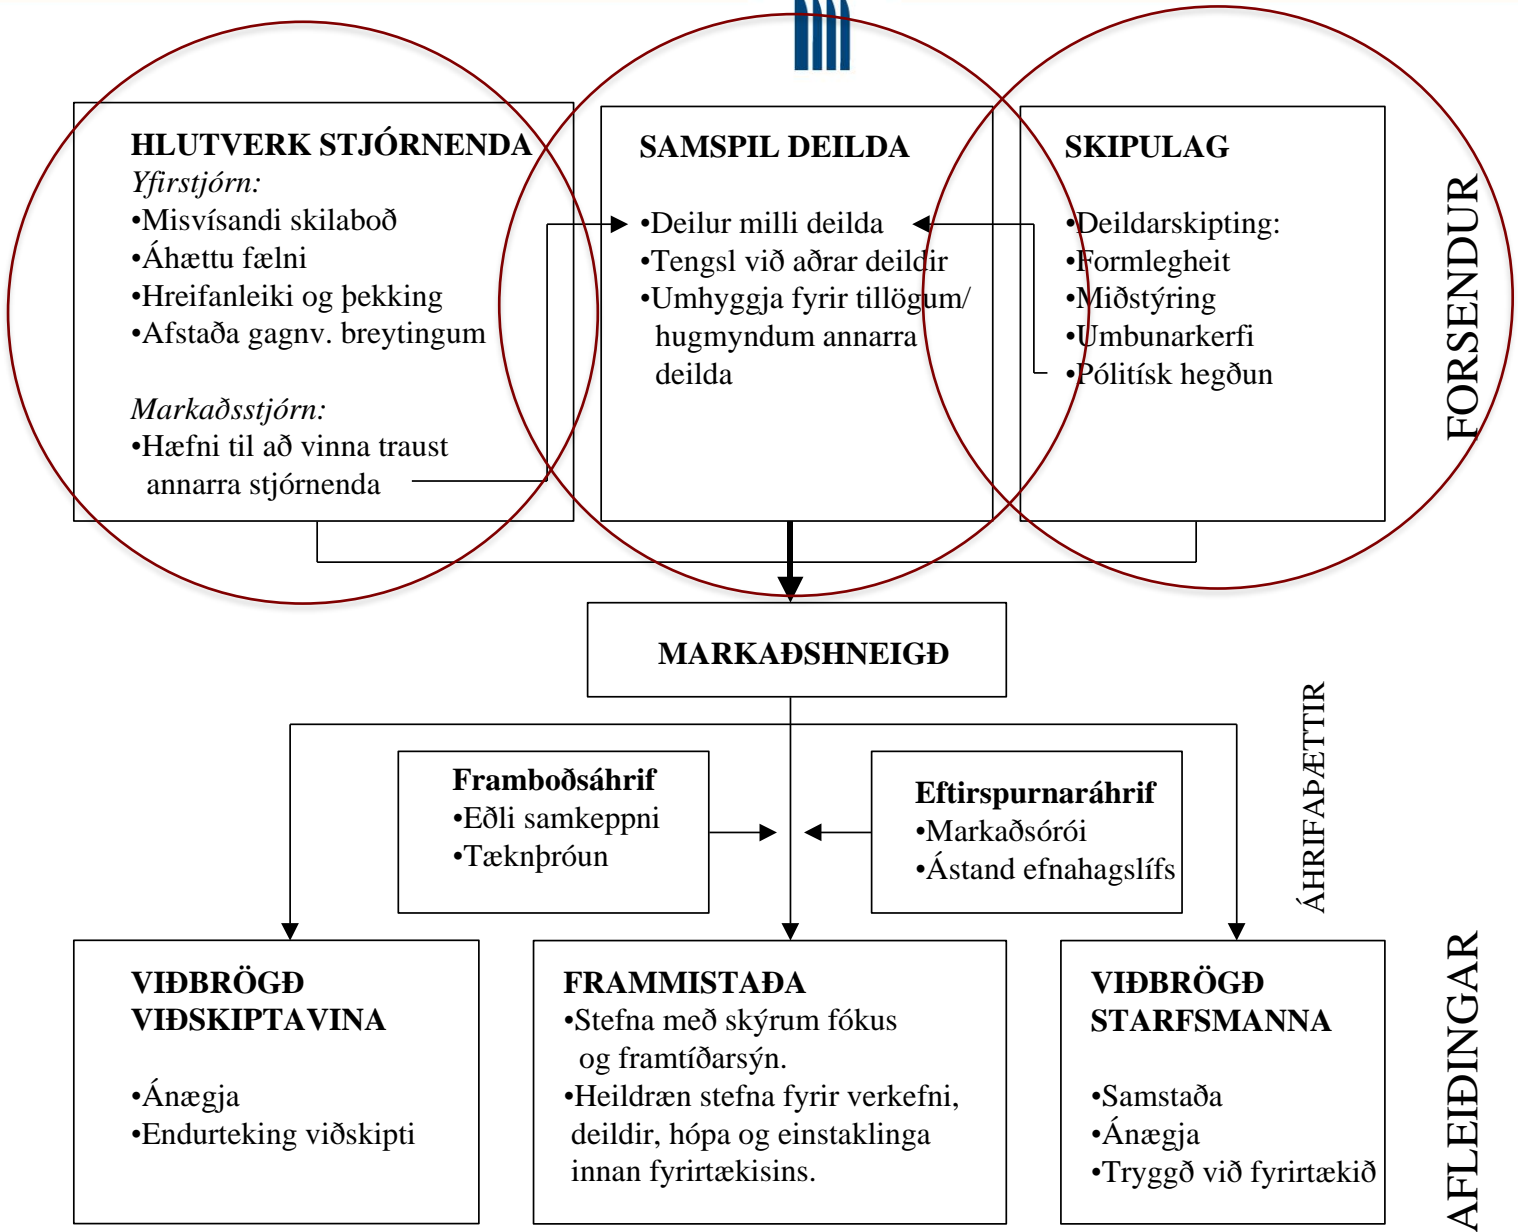 HLUTVERK STJÓRNENDA
Yfirstjórn:
•Misvísandi skilaboð
•Áhættu fælni
•Hreifanleiki og þekking
•Afstaða gagnv. breytingum
Markaðsstjórn:
•Hæfni til að vinna traust
annarra stjórnenda
SAMSPIL DEILDA
•Deilur milli deilda
•Tengsl við aðrar deildir
•Umhyggja fyrir tillögum/
hugmyndum annarra
deilda
SKIPULAG
•Deildarskipting:
•Formlegheit
•Miðstýring
•Umbunarkerfi
•Pólitísk hegðun
FORSENDUR
MARKAÐSHNEIGÐ
Framboðsáhrif
•Eðli samkeppni
•Tæknþróun
Eftirspurnaráhrif
•Markaðsórói
•Ástand efnahagslífs
ÁHRIFAÞÆTTIR
VIÐBRÖGÐ
VIÐSKIPTAVINA
•Ánægja
•Endurteking viðskipti
FRAMMISTAÐA
•Stefna með skýrum fókus
og framtíðarsýn.
•Heildræn stefna fyrir verkefni,
deildir, hópa og einstaklinga
innan fyrirtækisins.
VIÐBRÖGÐ
STARFSMANNA
•Samstaða
•Ánægja
•Tryggð við fyrirtækið
AFLEIÐINGAR